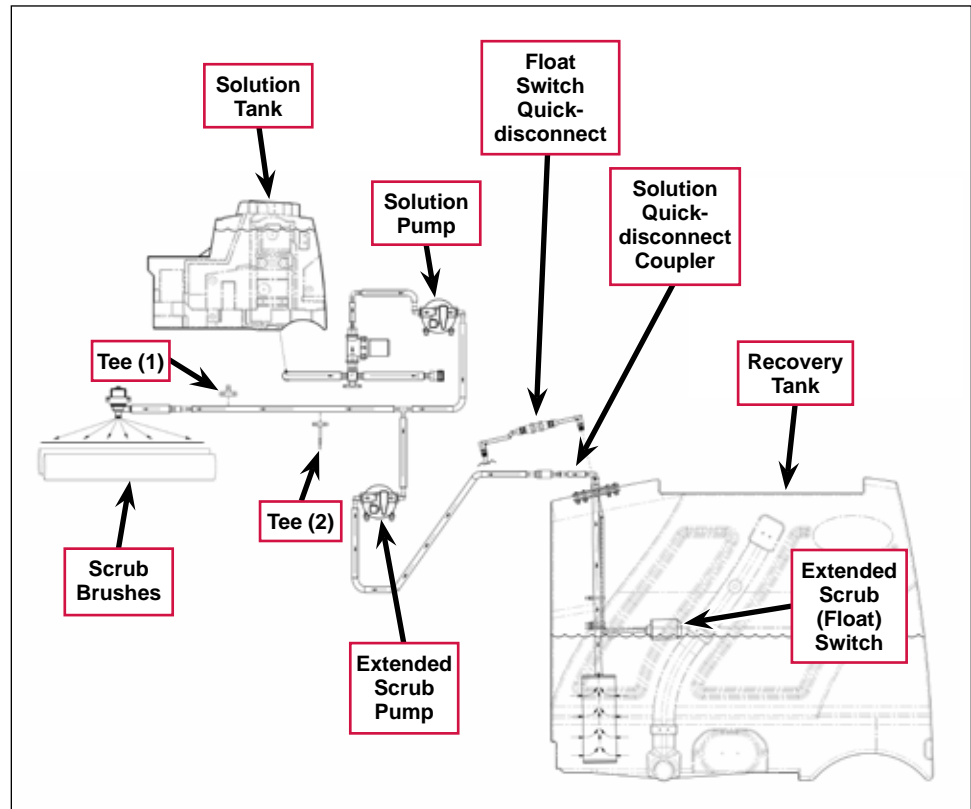 Solution
Tank
Float
Switch
Quick-
disconnect
Solution
Pump
Solution
Quick-
disconnect
Coupler
Tee (1)
Recovery
Tank
Tee (2)
Scrub
Brushes
Extended
Scrub
(Float)
Switch
Extended
Scrub
Pump